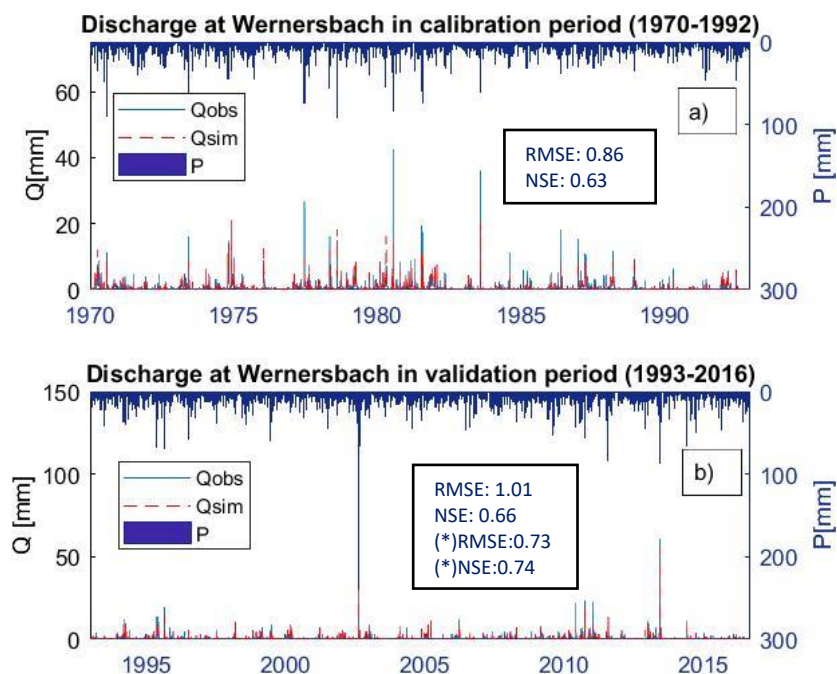 Discharge at Wernersbach in calibration period (1970-1992)
Q[mm]
60
40
20
0
Qobs
Qsim
P
a)
RMSE: 0.86
NSE: 0.63
0
100
200
300
P [mm]
1970
1975
1980
1985
1990
Discharge at Wernersbach in validation period (1993-2016)
Q [mm]
150
100
50
0
Qobs
Qsim
P
b)
RMSE: 1.01
NSE: 0.66
(*)RMSE:0.73
(*)NSE:0.74
0
100
200
300
P [mm]
1995
2000
2005
2010
2015